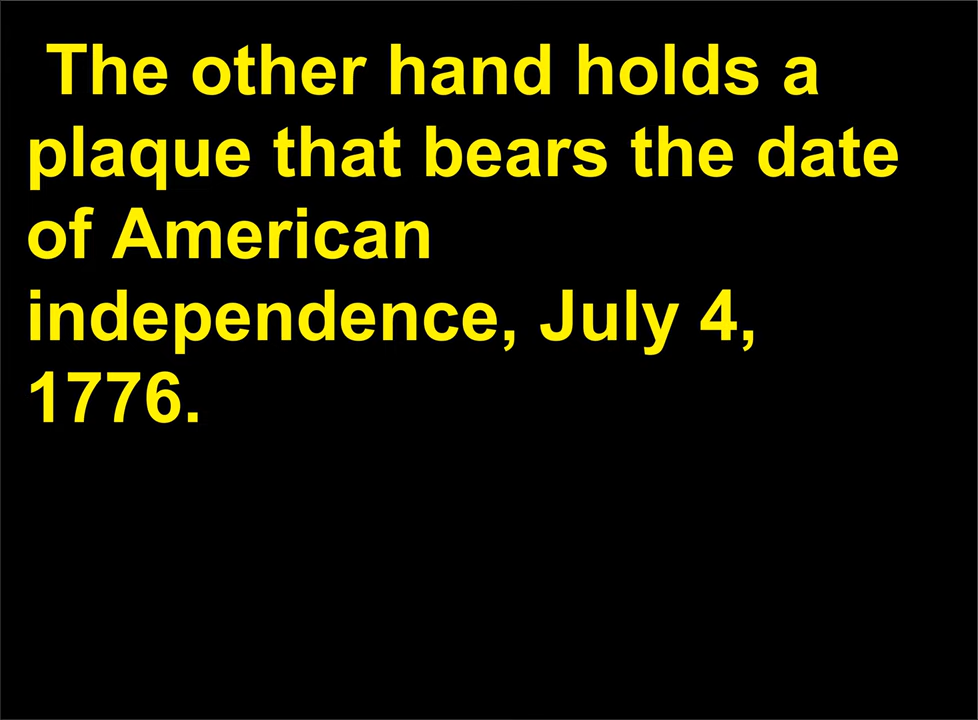 The other hand holds a
plaque that bears the date
of American
independence, July 4,
1776.